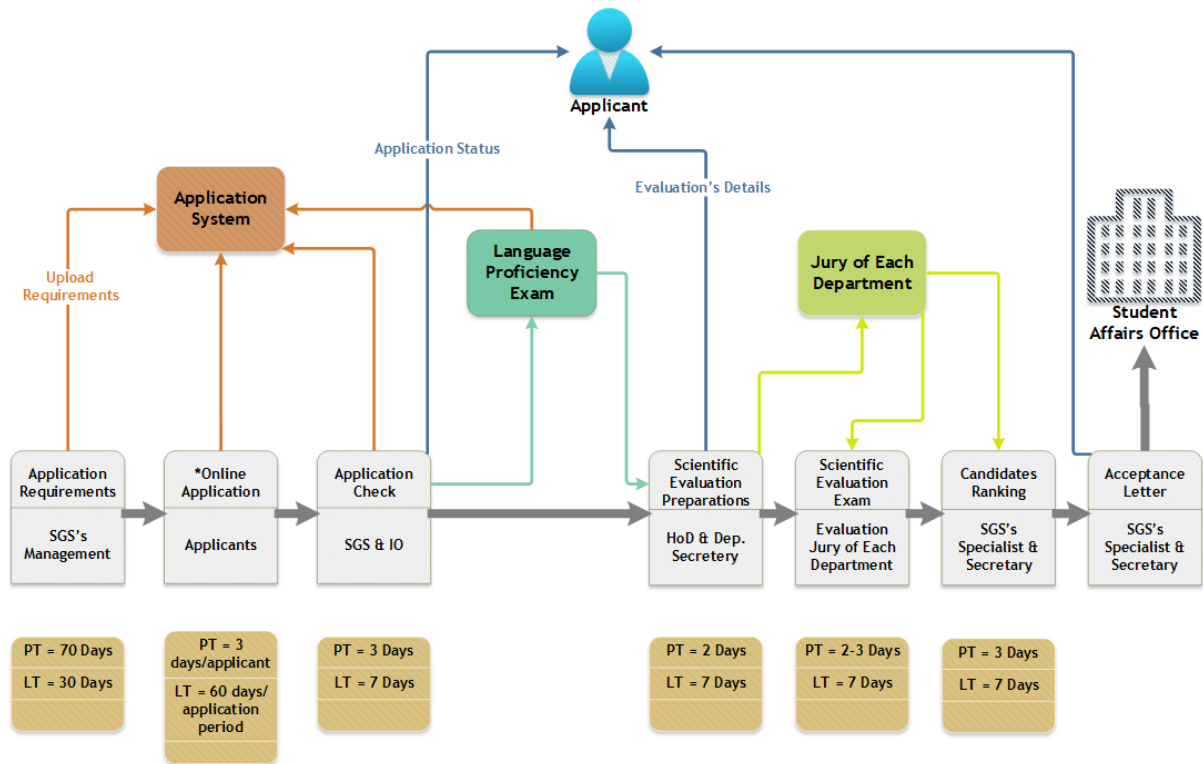 Applicant
Application Status
Evaluation's Details
Application
System
Upload
Requirements
Language
Proficiency
Exam
Jury of Each
Department
Student
Affairs Office
Application
Requirements
SGS's
Management
*Online
Application
Applicants
Application
Check
SGS & IO
Scientific
Evaluation
Preparations
HoD & Dep.
Secretery
Scientific
Evaluation
Exam
Evaluation
Jury of Each
Department
Candidates
Ranking
SGS's
Specialist &
Secretary
Acceptance
Letter
SGS's
Specialist &
Secretary
PT = 70 Days
LT = 30 Days
PT = 3
days/applicant
LT = 60 days/
application
period
PT = 3 Days
LT = 7 Days
PT = 2 Days
LT = 7 Days
PT = 2-3 Days
LT = 7 Days
PT = 3 Days
LT = 7 Days